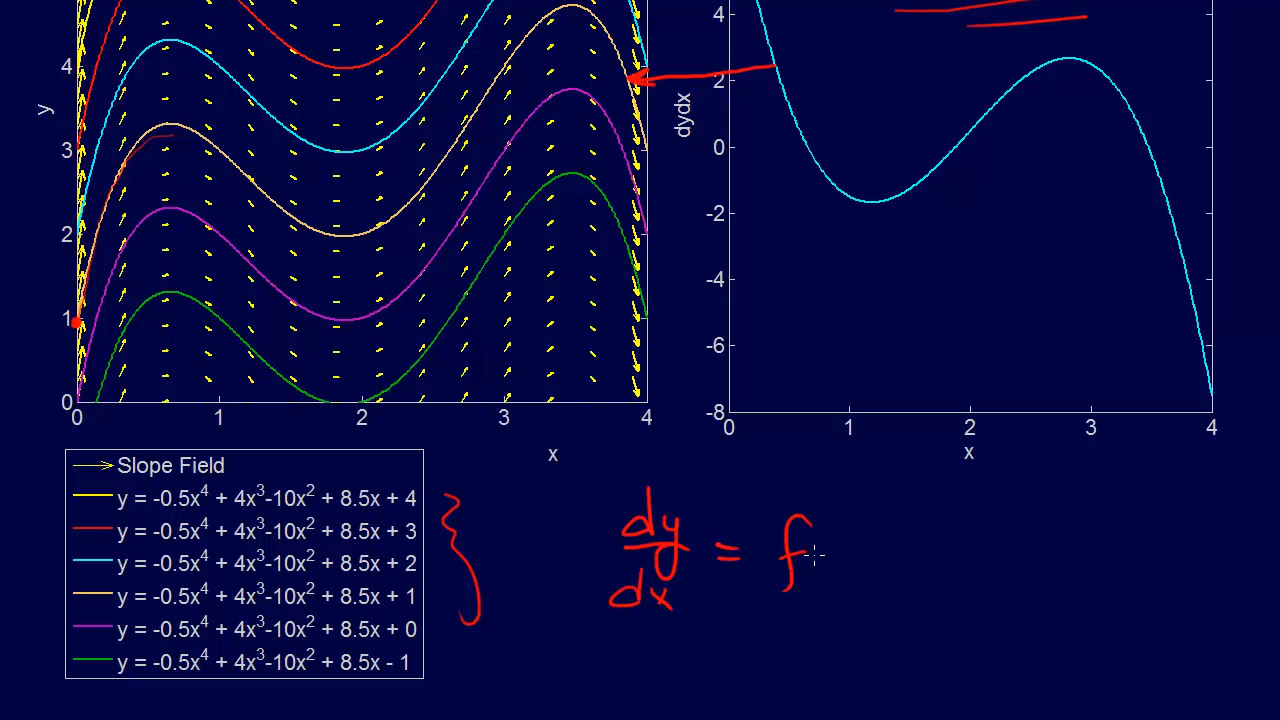 4
3
2
1
0
y
0 1 2 3 4
x
4
2
0
-2
-4
-6
-8
dydx
0 1 2 3 4
x
Slope Field
y = -0.5x⁴ + 4x³-10x² + 8.5x + 4
y = -0.5x⁴ + 4x³-10x² + 8.5x + 3
y = -0.5x⁴ + 4x³-10x² + 8.5x + 2
y = -0.5x⁴ + 4x³-10x² + 8.5x + 1
y = -0.5x⁴ + 4x³-10x² + 8.5x + 0
y = -0.5x⁴ + 4x³-10x² + 8.5x - 1
dy/dx = f